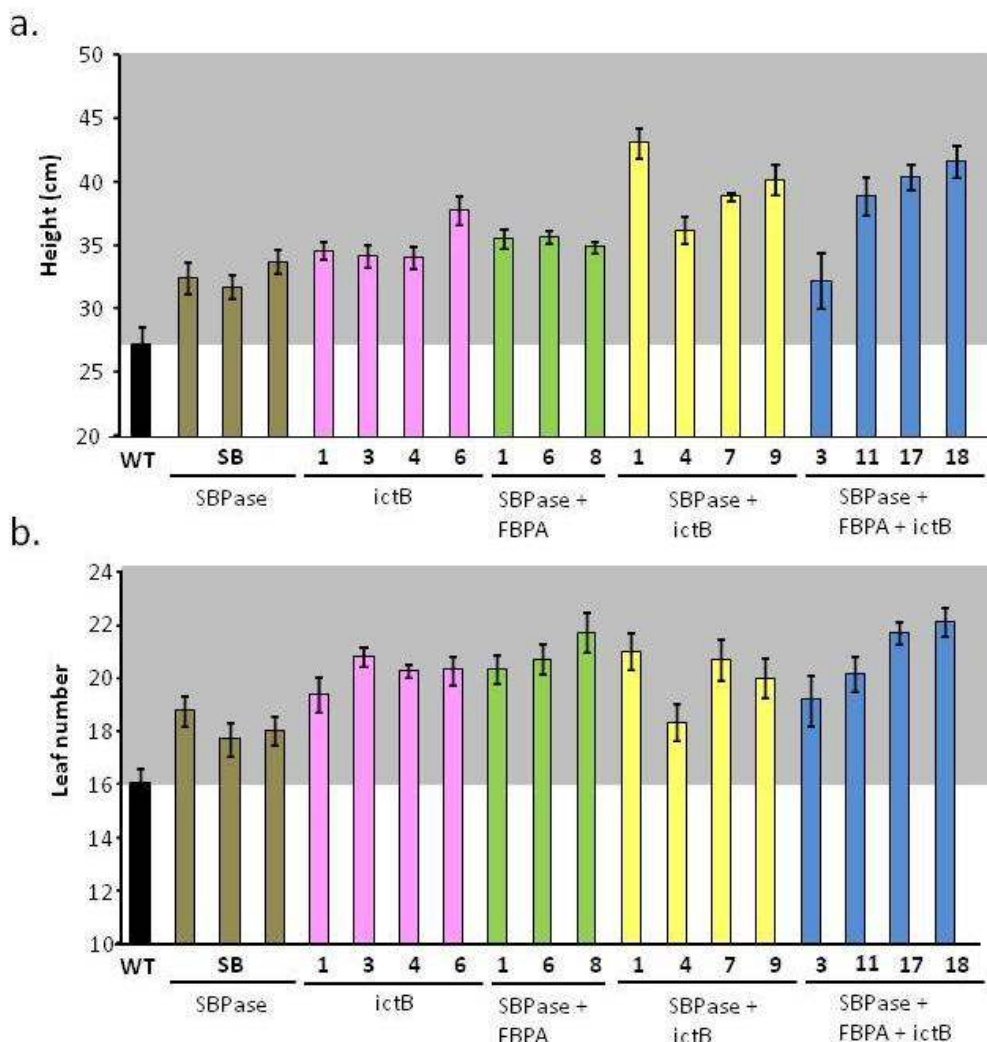 a.
50
45
40
35
30
25
20
Height (cm)
WT SB 1 3 4 6 1 6 8 1 4 7 9 3 11 17 18
SBPase ictB SBPase + SBPase + SBPase +
FBPA ictB FBPA + ictB
b.
24
22
20
18
16
14
12
10
Leaf number
WT SB 1 3 4 6 1 6 8 1 4 7 9 3 11 17 18
SBPase ictB SBPase + SBPase + SBPase +
FBPA ictB FBPA + ictB